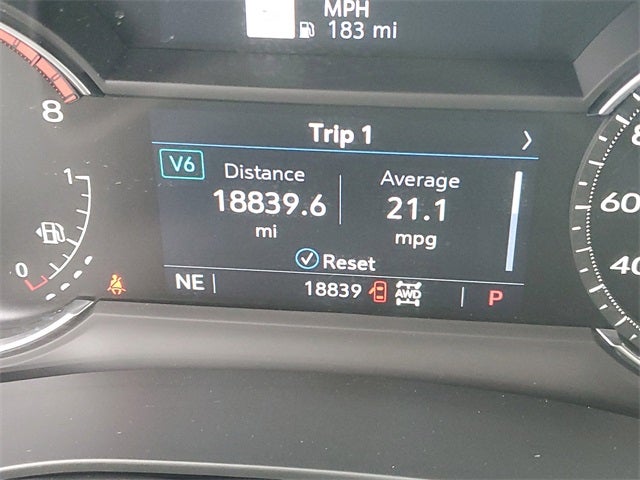 MPH
183 mi
8
Trip 1
V6
Distance
Average
18839.6
21.1
mi
mpg
Reset
1
0
NE
18839
AWD
P
8
60
40